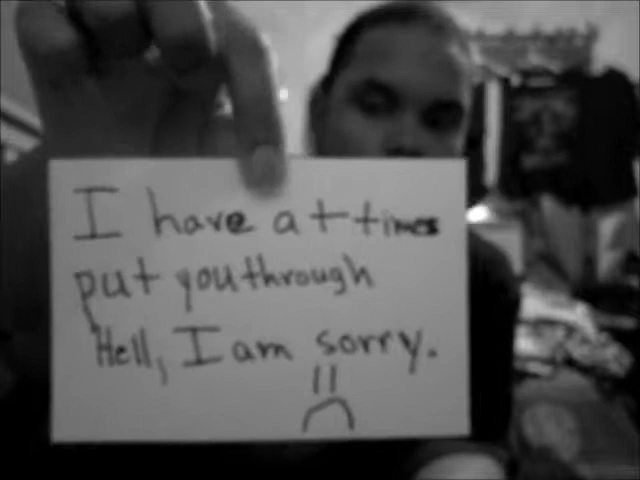 I have at times
put you through
Hell, I am sorry.